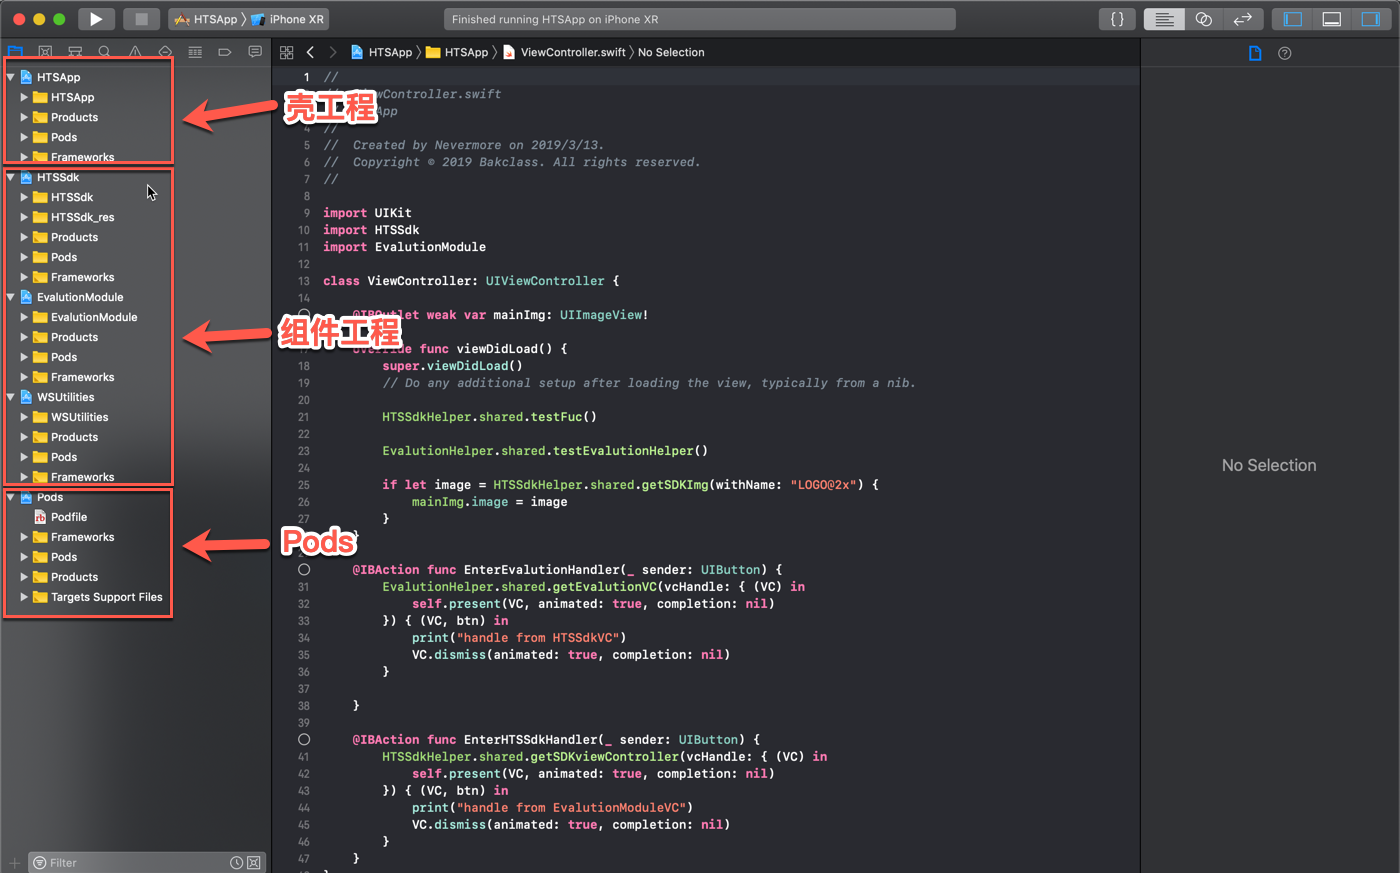 HTSApp
iPhone XR
Finished running HTSApp on iPhone XR
{}
HTSApp
HTSApp
ViewController.swift
No Selection
HTSApp
HTSApp
Products
Pods
Frameworks
HTSSdk
HTSSdk
HTSSdk_res
Products
Pods
Frameworks
EvalutionModule
EvalutionModule
Products
Pods
Frameworks
WSUtilities
WSUtilities
Products
Pods
Frameworks
Pods
Podfile
Frameworks
Pods
Products
Targets Support Files
Filter
壳工程
组件工程
Pods
1 //
Controller.swift
App
4 //
5 //  Created by Nevermore on 2019/3/13.
6 //  Copyright © 2019 Bakclass. All rights reserved.
7 //
8
9 import UIKit
10 import HTSSdk
11 import EvalutionModule
12
13 class ViewController: UIViewController {
14
@IBOutlet weak var mainImg: UIImageView!
override func viewDidLoad() {
18 super.viewDidLoad()
19 // Do any additional setup after loading the view, typically from a nib.
20
21 HTSSdkHelper.shared.testFuc()
22
23 EvalutionHelper.shared.testEvalutionHelper()
24
25 if let image = HTSSdkHelper.shared.getSDKImg(withName: "LOGO@2x") {
26 mainImg.image = image
27 }
}
@IBAction func EnterEvalutionHandler(_ sender: UIButton) {
31 EvalutionHelper.shared.getEvalutionVC(vcHandle: { (VC) in
32 self.present(VC, animated: true, completion: nil)
33 }) { (VC, btn) in
34 print("handle from HTSSdkVC")
35 VC.dismiss(animated: true, completion: nil)
36 }
37
38 }
39
@IBAction func EnterHTSSdkHandler(_ sender: UIButton) {
41 HTSSdkHelper.shared.getSDKviewController(vcHandle: { (VC) in
42 self.present(VC, animated: true, completion: nil)
43 }) { (VC, btn) in
44 print("handle from EvalutionModuleVC")
45 VC.dismiss(animated: true, completion: nil)
46 }
47 }
No Selection